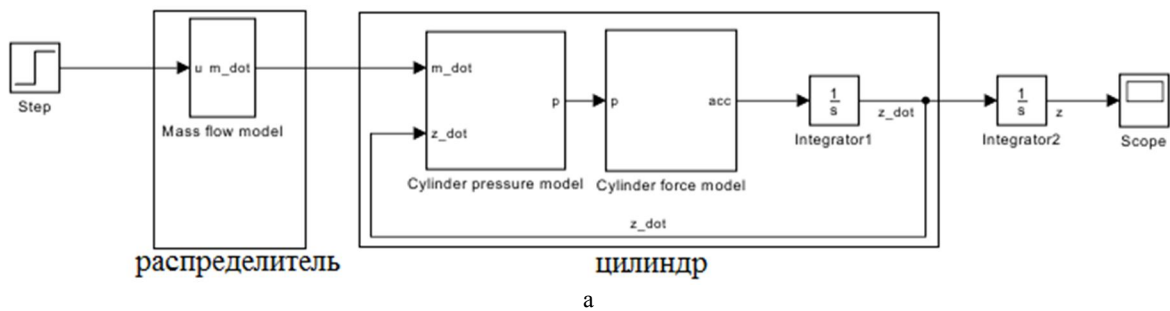 Step
u m_dot
Mass flow model
m_dot
z_dot
p
Cylinder pressure model
p
acc
Cylinder force model
1
s
Integrator1
z_dot
1
s
Integrator2
z
Scope
z_dot
распределитель
цилиндр
а